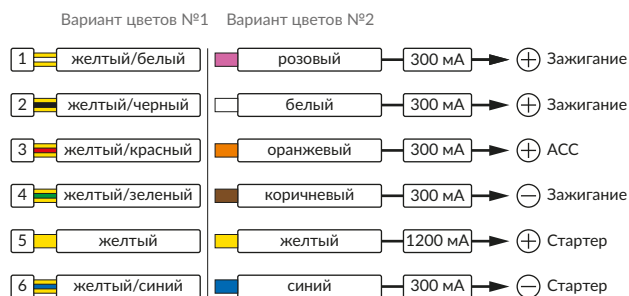 Вариант цветов №1 Вариант цветов №2
1 желтый/белый розовый 300 мА + Зажигание
2 желтый/черный белый 300 мА + Зажигание
3 желтый/красный оранжевый 300 мА + ACC
4 желтый/зеленый коричневый 300 мА − Зажигание
5 желтый желтый 1200 мА + Стартер
6 желтый/синий синий 300 мА − Стартер